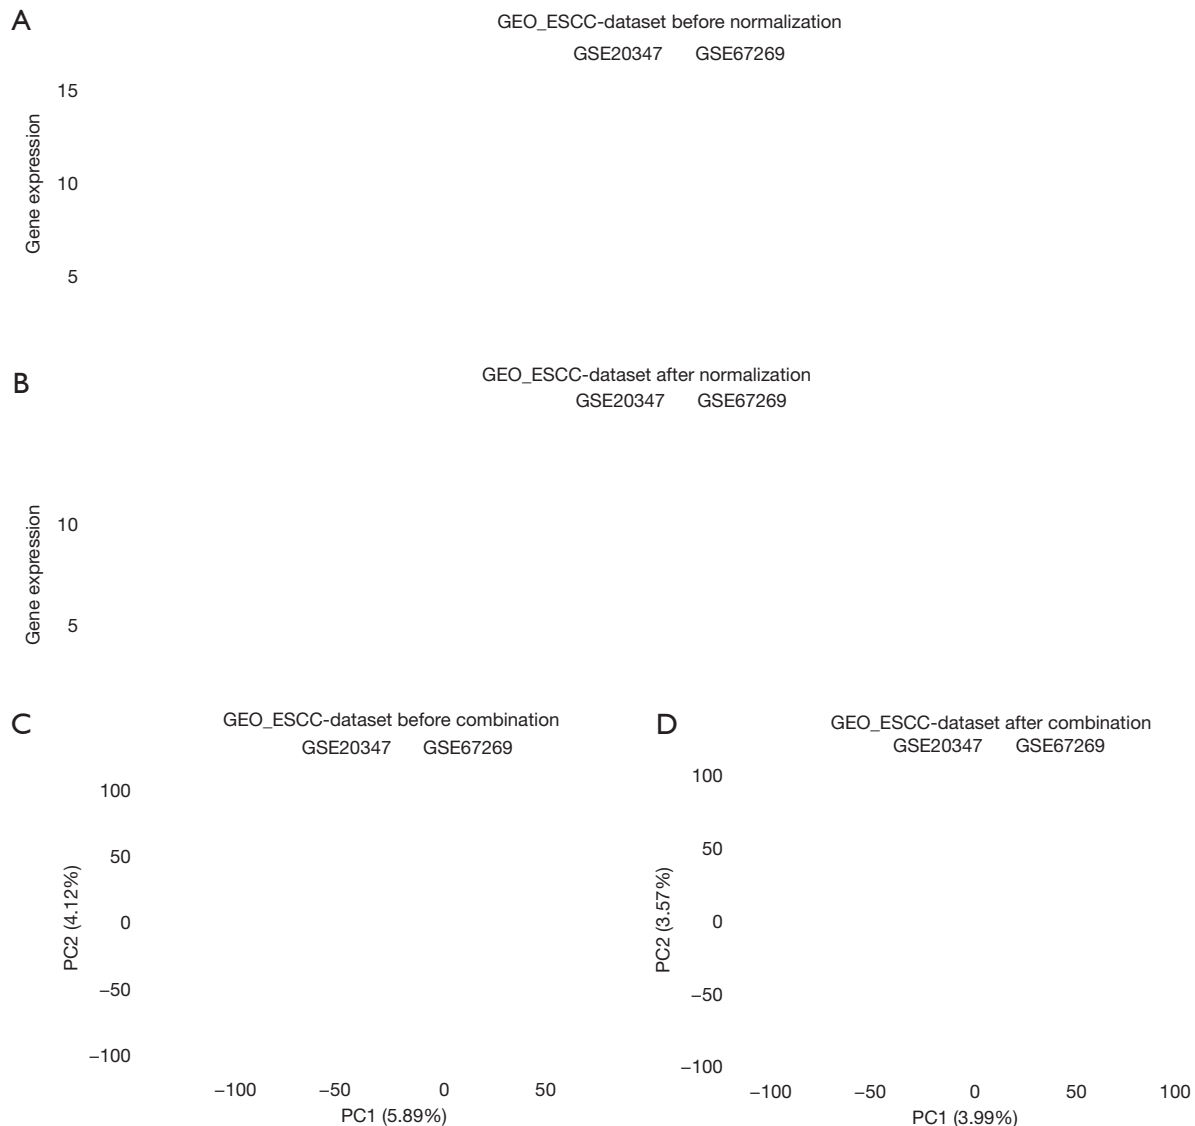 A
GEO_ESCC-dataset before normalization
GSE20347 GSE67269
15
10
5
Gene expression
B
GEO_ESCC-dataset after normalization
GSE20347 GSE67269
10
5
Gene expression
C
GEO_ESCC-dataset before combination
GSE20347 GSE67269
100
50
0
−50
−100
PC2 (4.12%)
−100 −50 0 50
PC1 (5.89%)
D
GEO_ESCC-dataset after combination
GSE20347 GSE67269
100
50
0
−50
−100
PC2 (3.57%)
−100 −50 0 50 100
PC1 (3.99%)